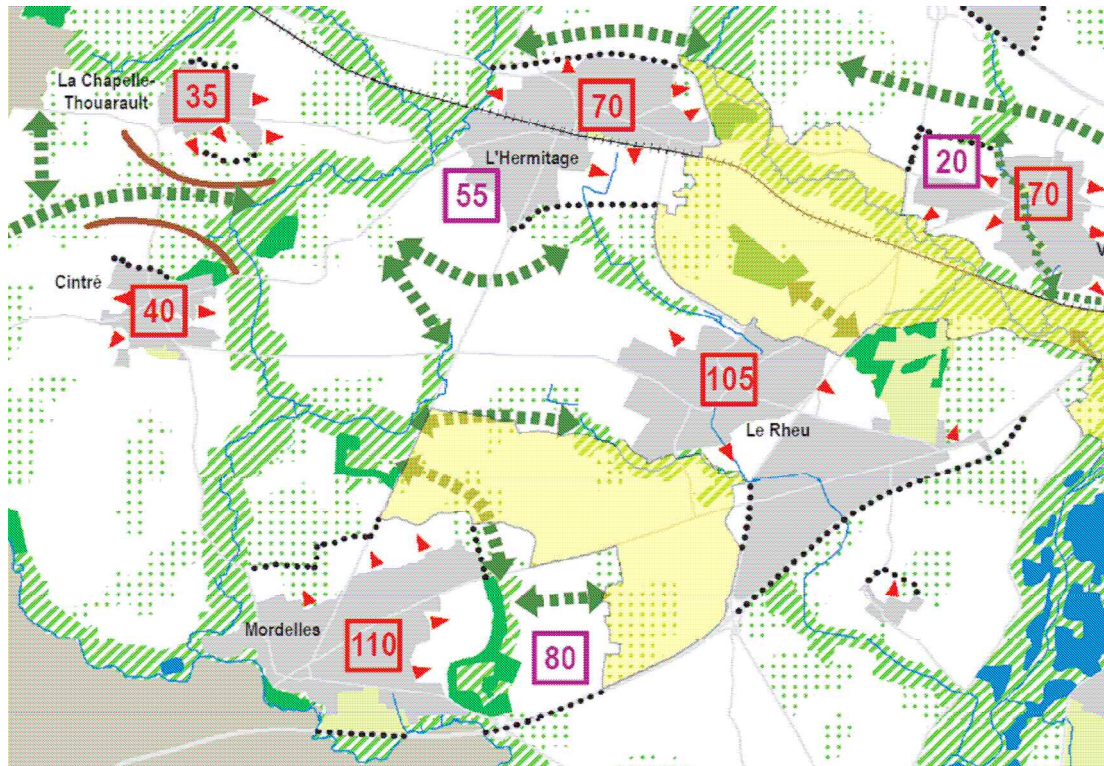 La Chapelle-
Thouarault
35
70
L'Hermitage
55
20
70
V
Cintré
40
105
Le Rheu
Mordelles
110
80